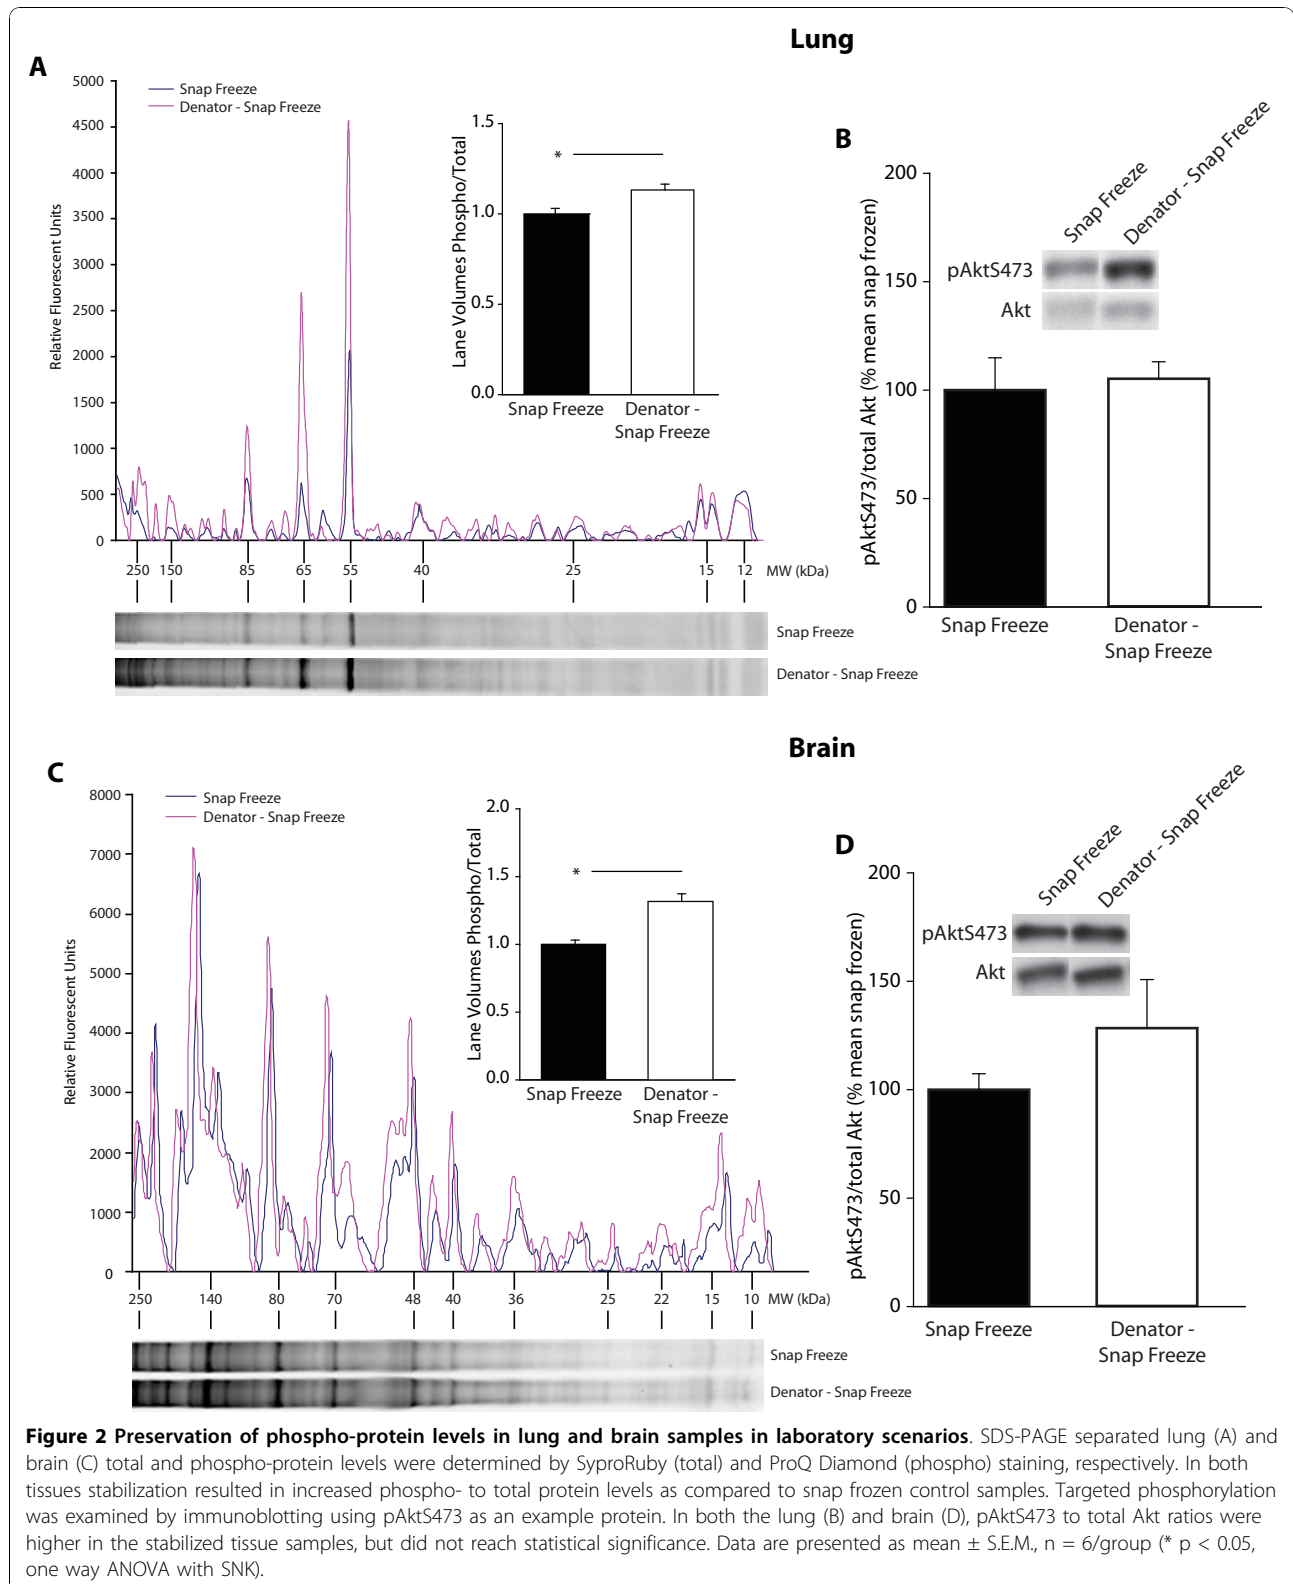 Lung
A
Snap Freeze
Denator - Snap Freeze
5000
4500
4000
3500
3000
2500
2000
1500
1000
500
0
Relative Fluorescent Units
250 150 85 65 55 40 25 15 12 MW (kDa)
Snap Freeze
Denator - Snap Freeze
1.5
1.0
0.5
0.0
Lane Volumes Phospho/Total
*
Snap Freeze
Denator -
Snap Freeze
B
200
150
100
50
0
pAktS473/total Akt (% mean snap frozen)
Snap Freeze
Denator - Snap Freeze
pAktS473
Akt
Snap Freeze
Denator -
Snap Freeze
Brain
C
Snap Freeze
Denator - Snap Freeze
8000
7000
6000
5000
4000
3000
2000
1000
0
Relative Fluorescent Units
250 140 80 70 48 40 36 25 22 15 10 MW (kDa)
Snap Freeze
Denator - Snap Freeze
2.0
1.5
1.0
0.5
0.0
Lane Volumes Phospho/Total
*
Snap Freeze
Denator -
Snap Freeze
D
200
150
100
50
0
pAktS473/total Akt (% mean snap frozen)
Snap Freeze
Denator - Snap Freeze
pAktS473
Akt
Snap Freeze
Denator -
Snap Freeze
Figure 2 Preservation of phospho-protein levels in lung and brain samples in laboratory scenarios. SDS-PAGE separated lung (A) and
brain (C) total and phospho-protein levels were determined by SyproRuby (total) and ProQ Diamond (phospho) staining, respectively. In both
tissues stabilization resulted in increased phospho- to total protein levels as compared to snap frozen control samples. Targeted phosphorylation
was examined by immunoblotting using pAktS473 as an example protein. In both the lung (B) and brain (D), pAktS473 to total Akt ratios were
higher in the stabilized tissue samples, but did not reach statistical significance. Data are presented as mean ± S.E.M., n = 6/group (* p < 0.05,
one way ANOVA with SNK).